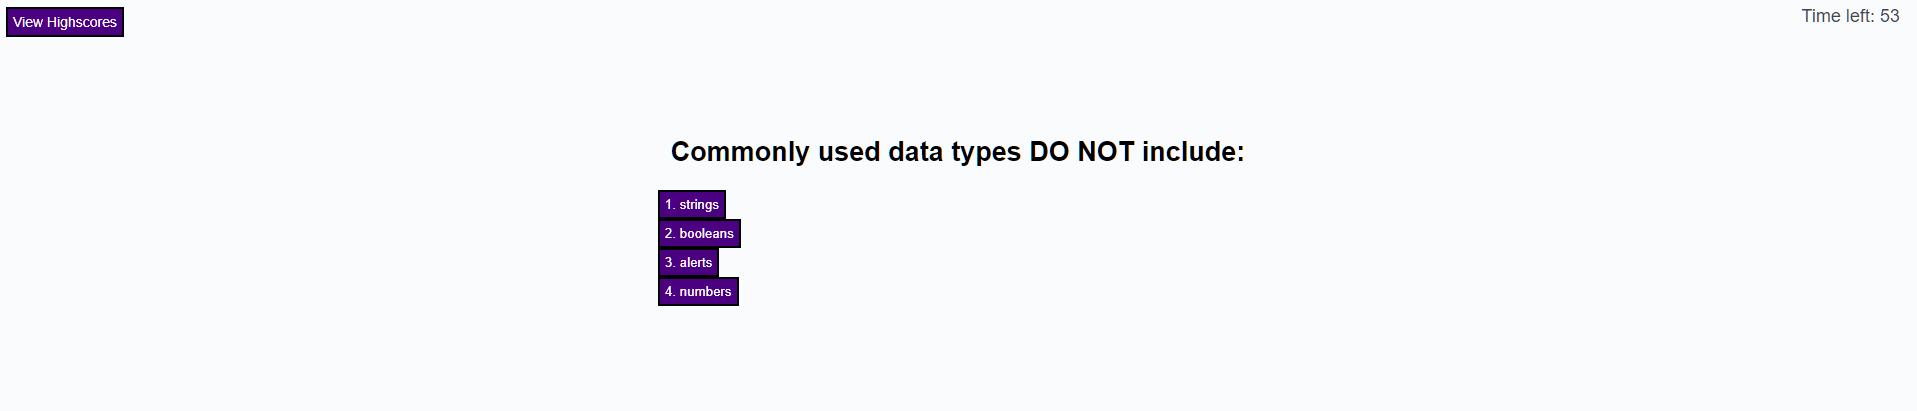 View Highscores
Time left: 53
Commonly used data types DO NOT include:
1. strings
2. booleans
3. alerts
4. numbers